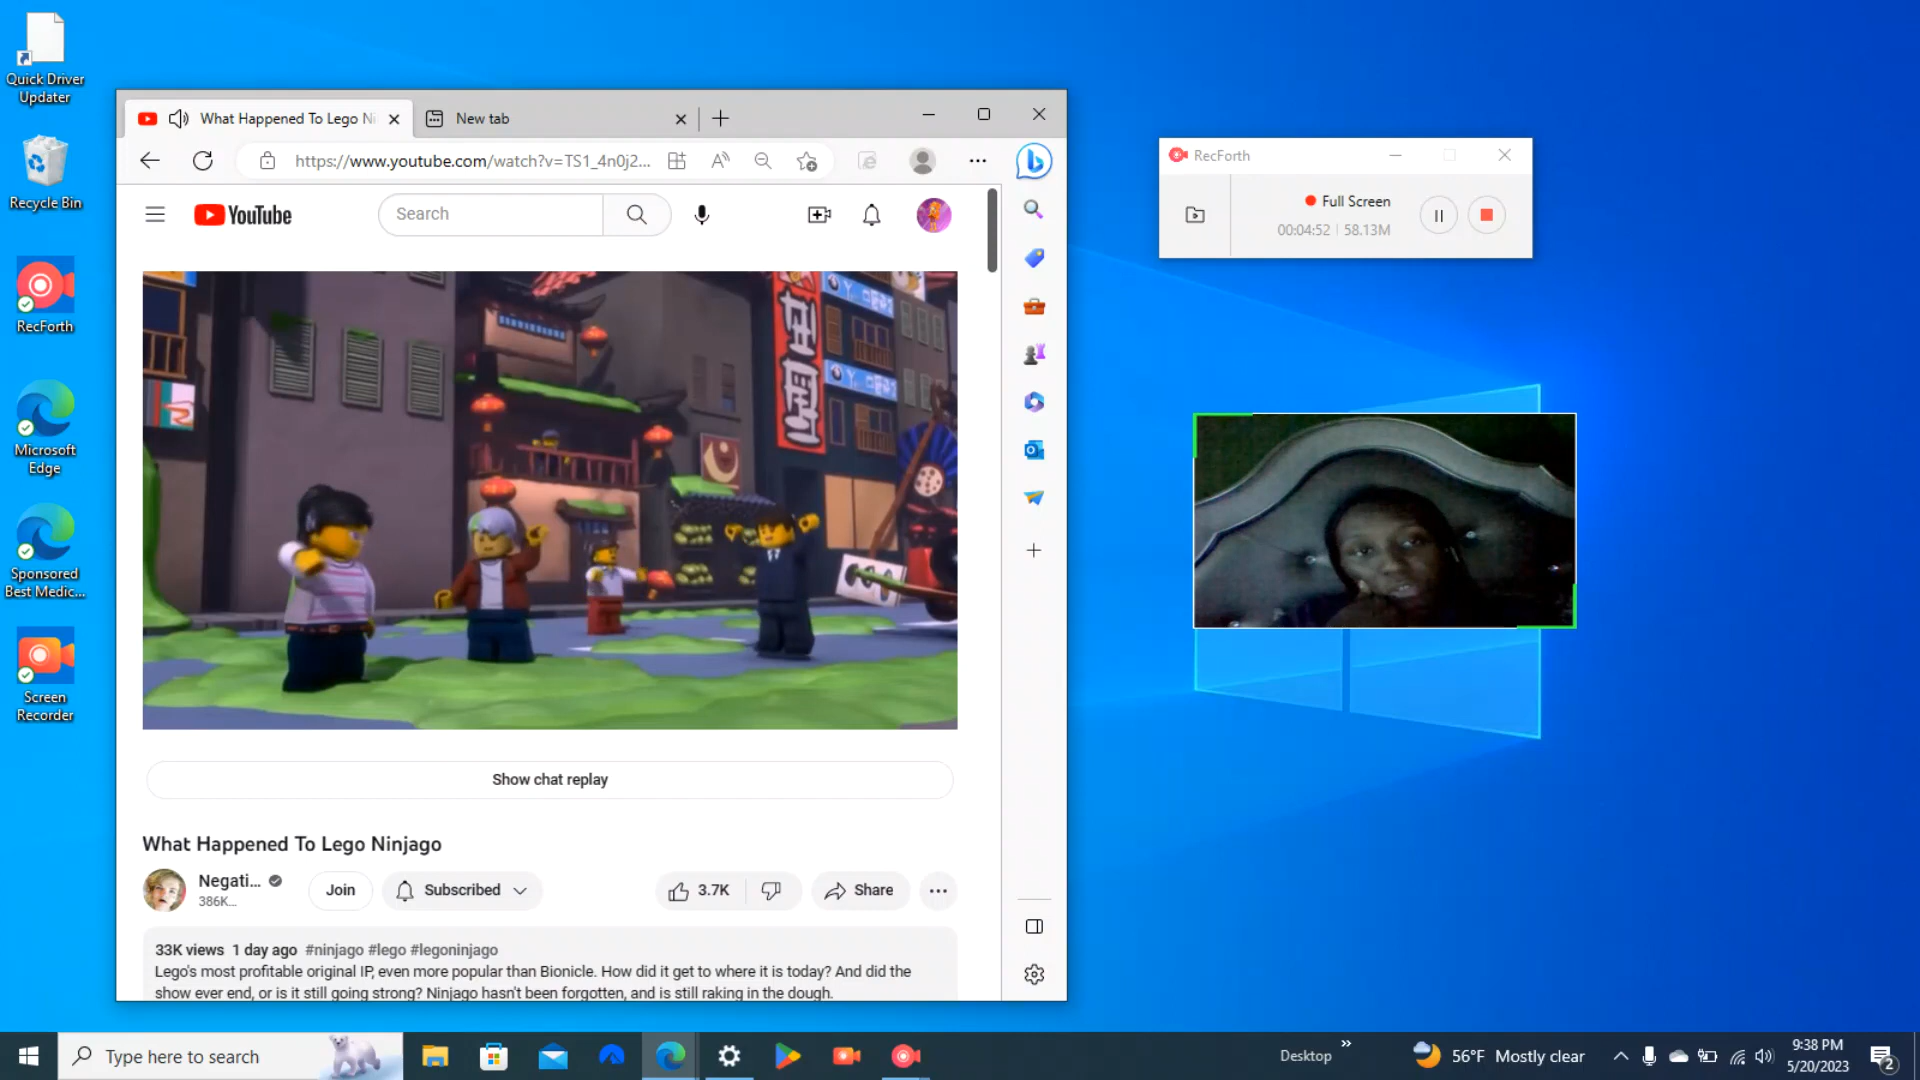 Quick Driver
Updater
Recycle Bin
RecForth
Microsoft
Edge
Sponsored
Best Medic...
Screen
Recorder
What Happened To Lego Ni
New tab
https://www.youtube.com/watch?v=TS1_4n0j2...
YouTube
Search
Show chat replay
What Happened To Lego Ninjago
Negati...
386K...
Join
Subscribed
3.7K
Share
33K views 1 day ago #ninjago #lego #legoninjago
Lego's most profitable original IP, even more popular than Bionicle. How did it get to where it is today? And did the
show ever end, or is it still going strong? Ninjago hasn't been forgotten, and is still raking in the dough.
RecForth
Full Screen
00:04:52 | 58.13M
Type here to search
Desktop
56°F Mostly clear
9:38 PM
5/20/2023
2